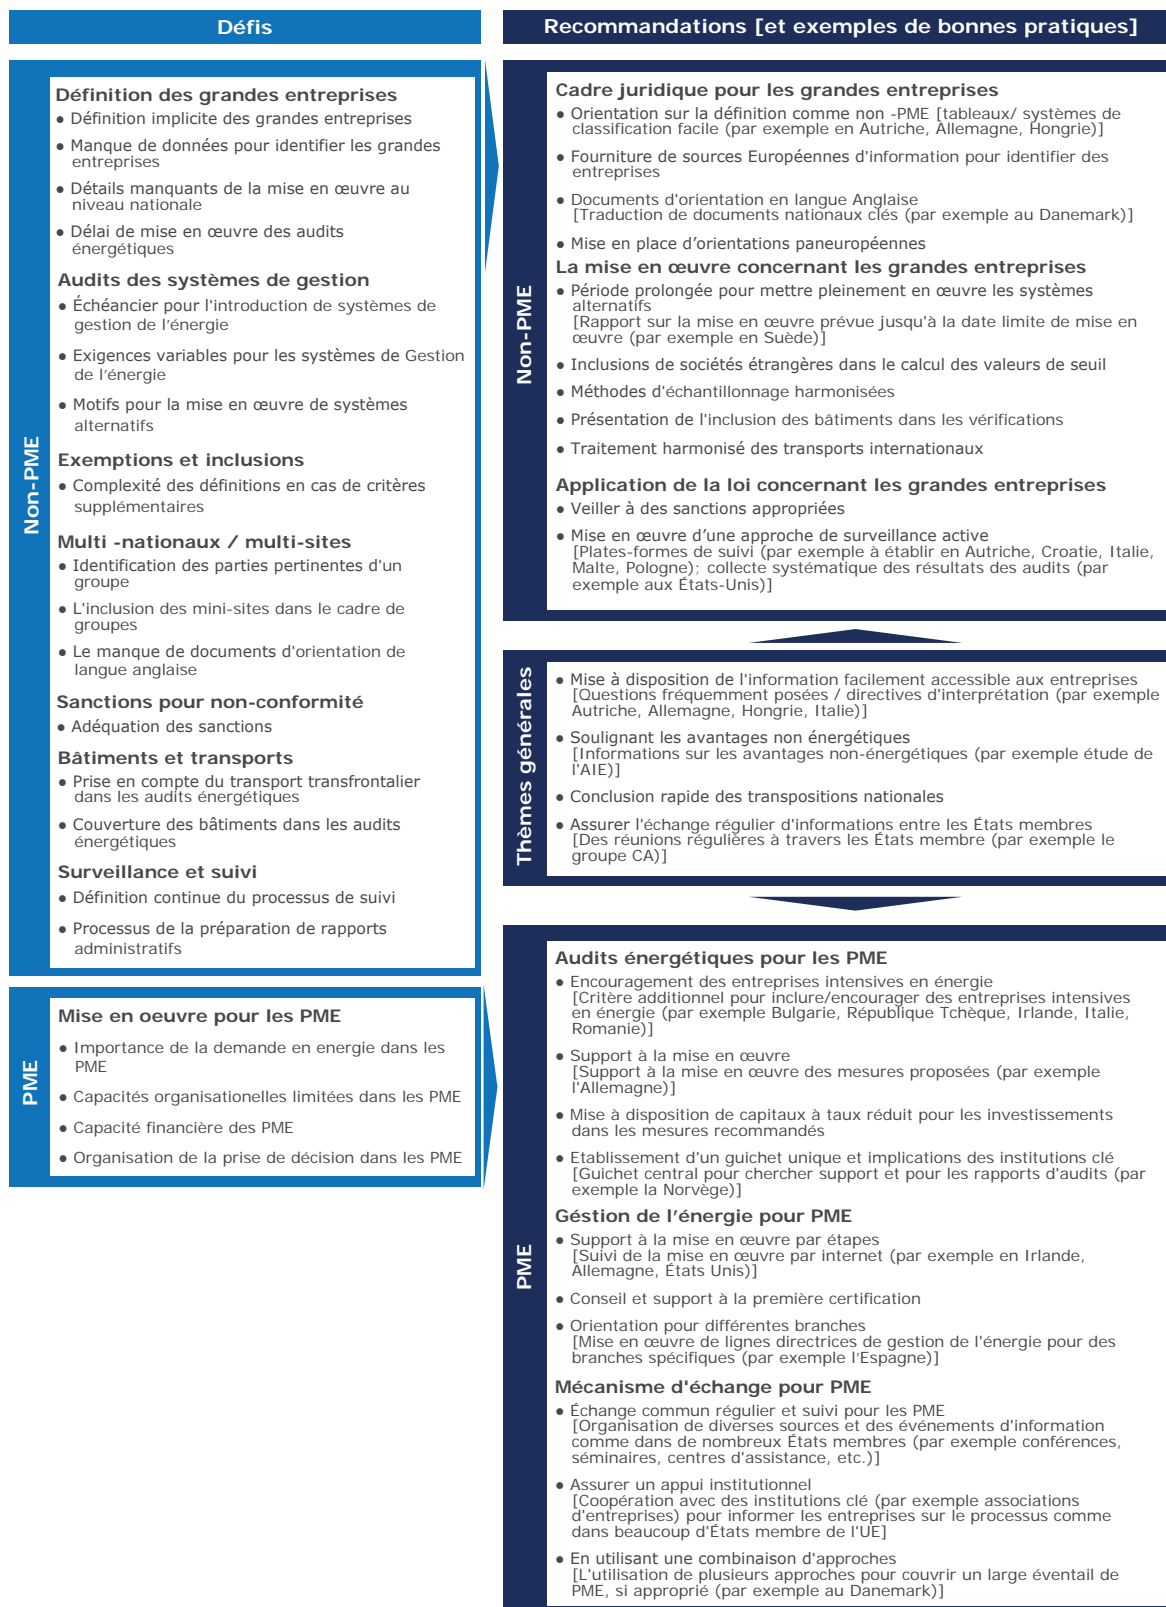 Défis
Non-PME
Définition des grandes entreprises
● Définition implicite des grandes entreprises
● Manque de données pour identifier les grandes
entreprises
● Détails manquants de la mise en œuvre au
niveau nationale
● Délai de mise en œuvre des audits
énergétiques
Audits des systèmes de gestion
● Échéancier pour l'introduction de systèmes de
gestion de l’énergie
● Exigences variables pour les systèmes de Gestion
de l’énergie
● Motifs pour la mise en œuvre de systèmes
alternatifs
Exemptions et inclusions
● Complexité des définitions en cas de critères
supplémentaires
Multi -nationaux / multi-sites
● Identification des parties pertinentes d'un
groupe
● L'inclusion des mini-sites dans le cadre de
groupes
● Le manque de documents d'orientation de
langue anglaise
Sanctions pour non-conformité
● Adéquation des sanctions
Bâtiments et transports
● Prise en compte du transport transfrontalier
dans les audits énergétiques
● Couverture des bâtiments dans les audits
énergétiques
Surveillance et suivi
● Définition continue du processus de suivi
● Processus de la préparation de rapports
administratifs
PME
Mise en oeuvre pour les PME
● Importance de la demande en energie dans les
PME
● Capacités organisationelles limitées dans les PME
● Capacité financière des PME
● Organisation de la prise de décision dans les PME
Recommandations [et exemples de bonnes pratiques]
Non-PME
Cadre juridique pour les grandes entreprises
● Orientation sur la définition comme non -PME [tableaux/ systèmes de
classification facile (par exemple en Autriche, Allemagne, Hongrie)]
● Fourniture de sources Européennes d'information pour identifier des
entreprises
● Documents d'orientation en langue Anglaise
[Traduction de documents nationaux clés (par exemple au Danemark)]
● Mise en place d’orientations paneuropéennes
La mise en œuvre concernant les grandes entreprises
● Période prolongée pour mettre pleinement en œuvre les systèmes
alternatifs
[Rapport sur la mise en œuvre prévue jusqu'à la date limite de mise en
œuvre (par exemple en Suède)]
● Inclusions de sociétés étrangères dans le calcul des valeurs de seuil
● Méthodes d'échantillonnage harmonisées
● Présentation de l'inclusion des bâtiments dans les vérifications
● Traitement harmonisé des transports internationaux
Application de la loi concernant les grandes entreprises
● Veiller à des sanctions appropriées
● Mise en œuvre d’une approche de surveillance active
[Plates-formes de suivi (par exemple à établir en Autriche, Croatie, Italie,
Malte, Pologne); collecte systématique des résultats des audits (par
exemple aux États-Unis)]
Thèmes générales
● Mise à disposition de l'information facilement accessible aux entreprises
[Questions fréquemment posées / directives d'interprétation (par exemple
Autriche, Allemagne, Hongrie, Italie)]
● Soulignant les avantages non énergétiques
[Informations sur les avantages non-énergétiques (par exemple étude de
l'AIE)]
● Conclusion rapide des transpositions nationales
● Assurer l'échange régulier d'informations entre les États membres
[Des réunions régulières à travers les États membre (par exemple le
groupe CA)]
PME
Audits énergétiques pour les PME
● Encouragement des entreprises intensives en énergie
[Critère additionnel pour inclure/encourager des entreprises intensives
en énergie (par exemple Bulgarie, République Tchèque, Irlande, Italie,
Romanie)]
● Support à la mise en œuvre
[Support à la mise en œuvre des mesures proposées (par exemple
l'Allemagne)]
● Mise à disposition de capitaux à taux réduit pour les investissements
dans les mesures recommandés
● Etablissement d'un guichet unique et implications des institutions clé
[Guichet central pour chercher support et pour les rapports d'audits (par
exemple la Norvège)]
Géstion de l’énergie pour PME
● Support à la mise en œuvre par étapes
[Suivi de la mise en œuvre par internet (par exemple en Irlande,
Allemagne, États Unis)]
● Conseil et support à la première certification
● Orientation pour différentes branches
[Mise en œuvre de lignes directrices de gestion de l'énergie pour des
branches spécifiques (par exemple l’Espagne)]
Mécanisme d'échange pour PME
● Échange commun régulier et suivi pour les PME
[Organisation de diverses sources et des événements d'information
comme dans de nombreux États membres (par exemple conférences,
séminaires, centres d'assistance, etc.)]
● Assurer un appui institutionnel
[Coopération avec des institutions clé (par exemple associations
d'entreprises) pour informer les entreprises sur le processus comme
dans beaucoup d'États membre de l'UE]
● En utilisant une combinaison d'approches
[L'utilisation de plusieurs approches pour couvrir un large éventail de
PME, si approprié (par exemple au Danemark)]